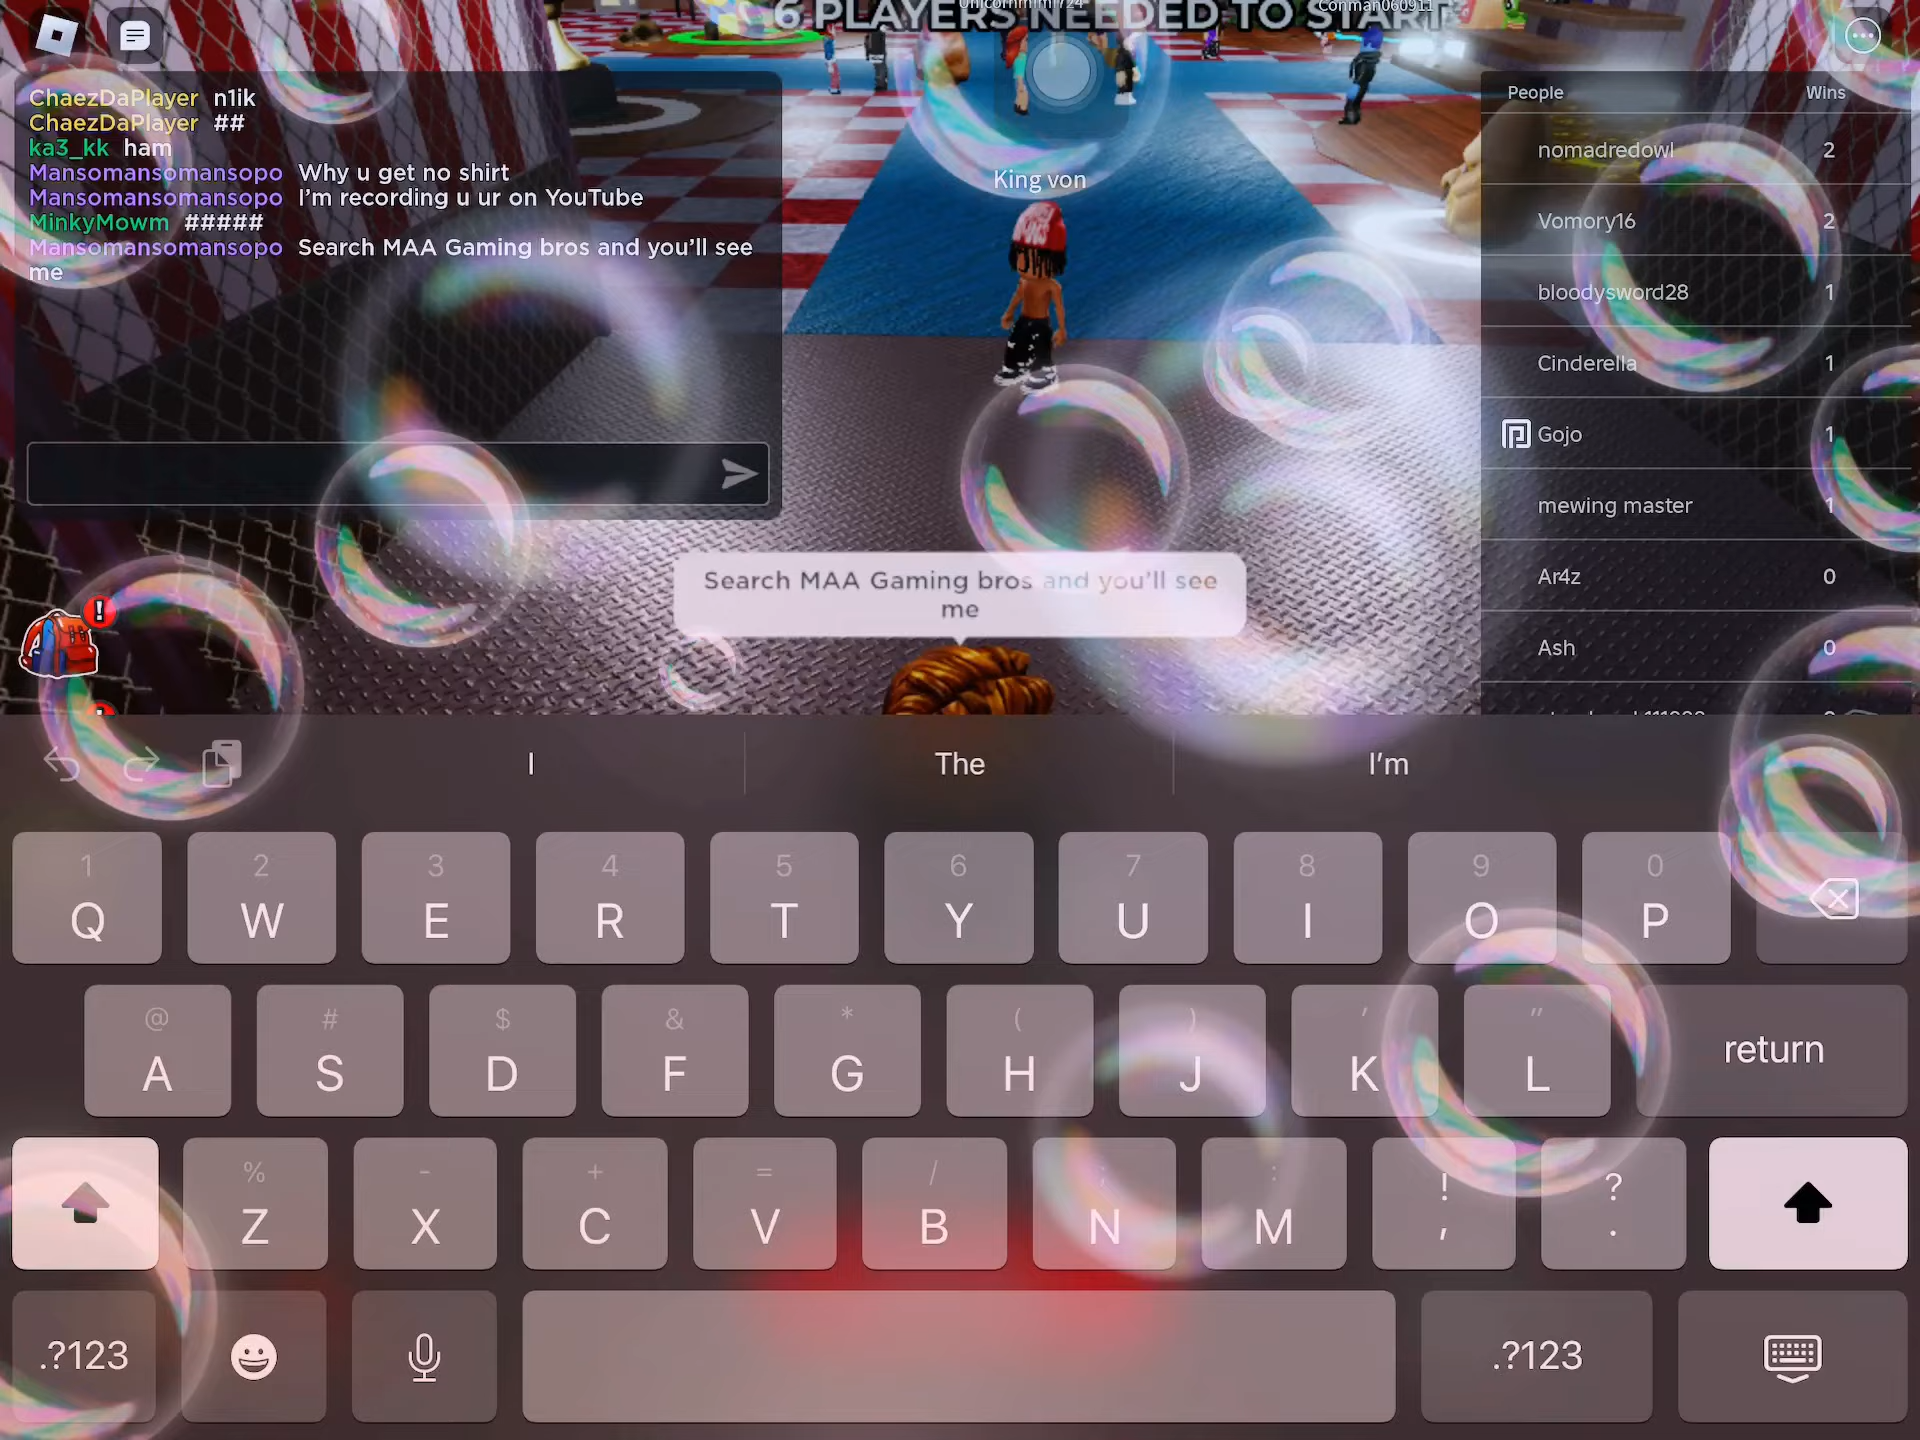 Unicornmimi724
Conman060911
6 PLAYERS NEEDED TO START
ChaezDaPlayer n1ik
ChaezDaPlayer ##
ka3_kk ham
Mansomansomansopo Why u get no shirt
Mansomansomansopo I'm recording u ur on YouTube
MinkyMowm #####
Mansomansomansopo Search MAA Gaming bros and you'll see
me
King von
People Wins
nomadredowl 2
Vomory16 2
bloodysword28 1
Cinderella 1
Gojo 1
mewing master 1
Ar4z 0
Ash 0
Search MAA Gaming bros and you'll see
me
! 
I The I'm
1 2 3 4 5 6 7 8 9 0
Q W E R T Y U I O P
@ # $ & * ( ) ' "
A S D F G H J K L return
% - + = / ; : ! ?
Z X C V B N M , .
.?123 .?123